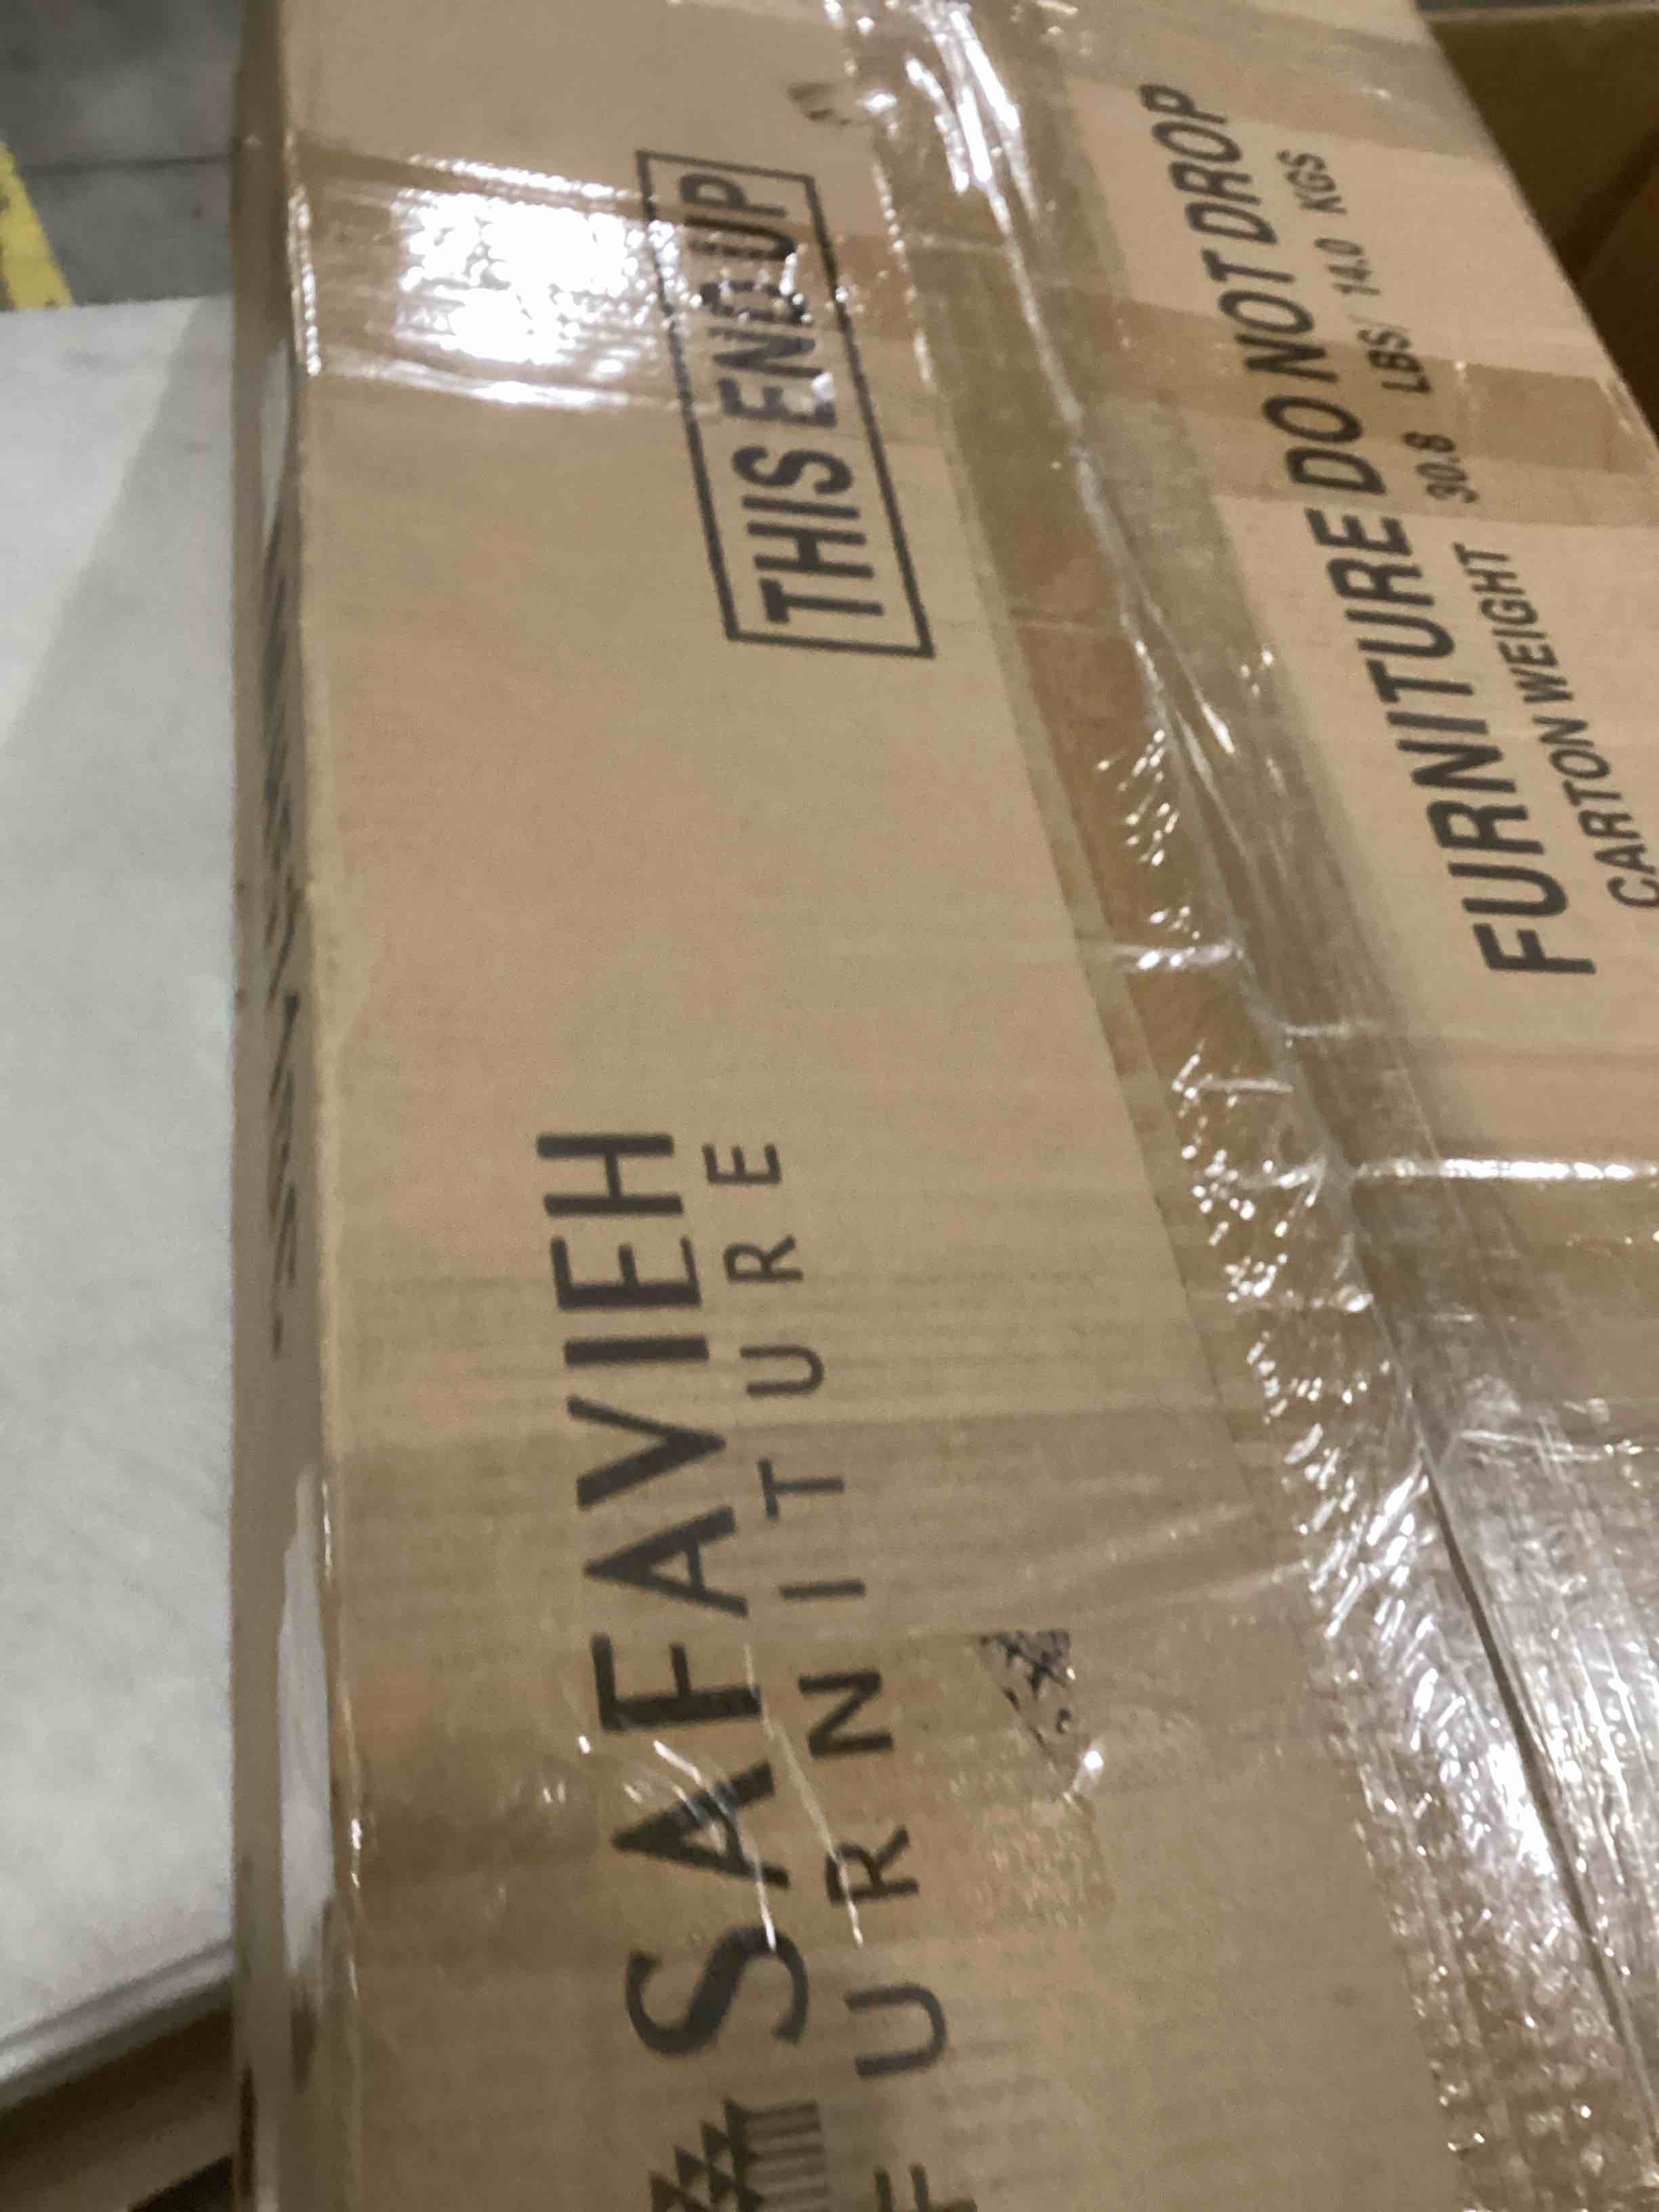 SAFAVIEH
FURNITURE
THIS END UP
FURNITURE DO NOT DROP
CARTON WEIGHT 30.8 LBS/ 14.0 KGS